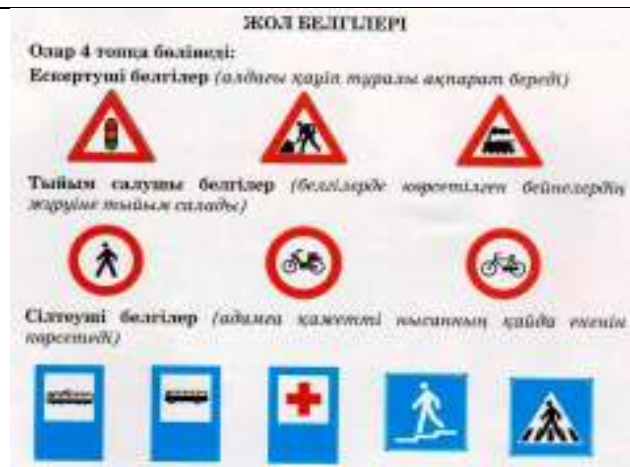 ЖОЛ БЕЛГІЛЕРІ
Олар 4 топқа бөлінеді:
Ескертуші белгілер (алдағы қауіп туралы ақпарат береді)
Тыйым салушы белгілер (белгілерде көрсетілген бейнелердің
жүруіне тыйым салады)
Сілтеуші белгілер (адамға қажетті нысанның қайда екенін
көрсетеді)